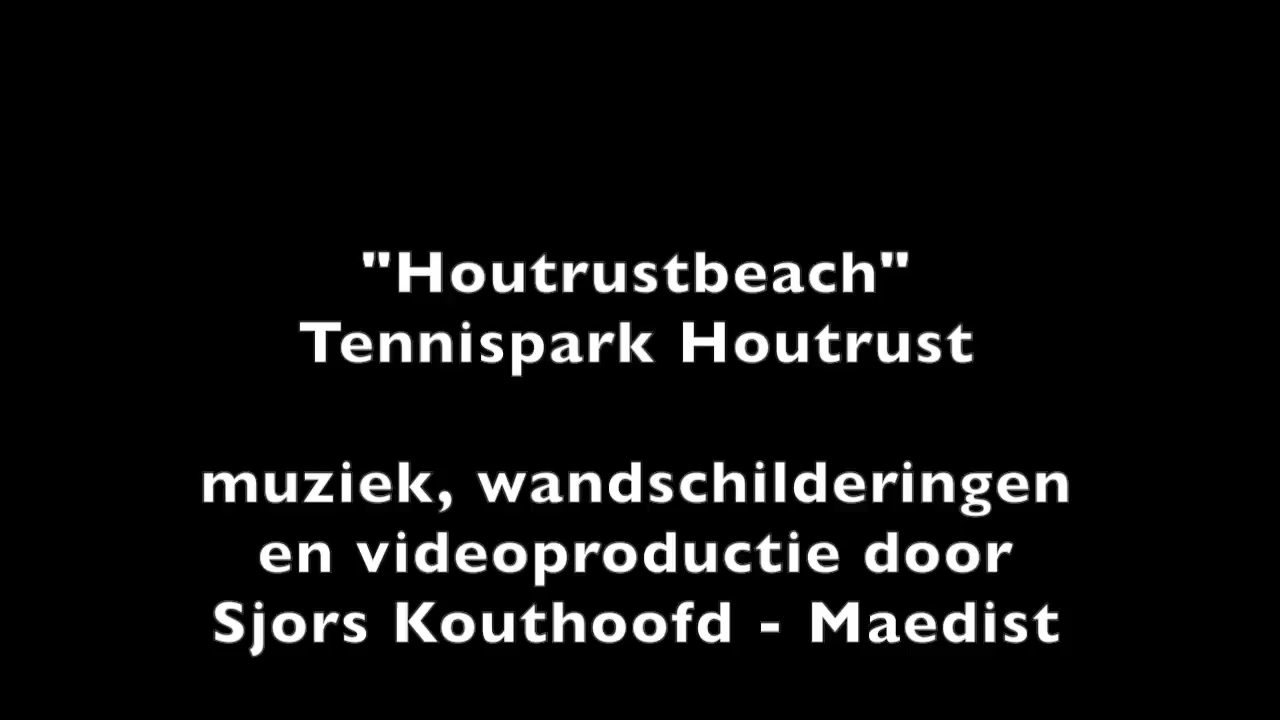 "Houtrustbeach"
Tennispark Houtrust
muziek, wandschilderingen
en videoproductie door
Sjors Kouthoofd - Maedist